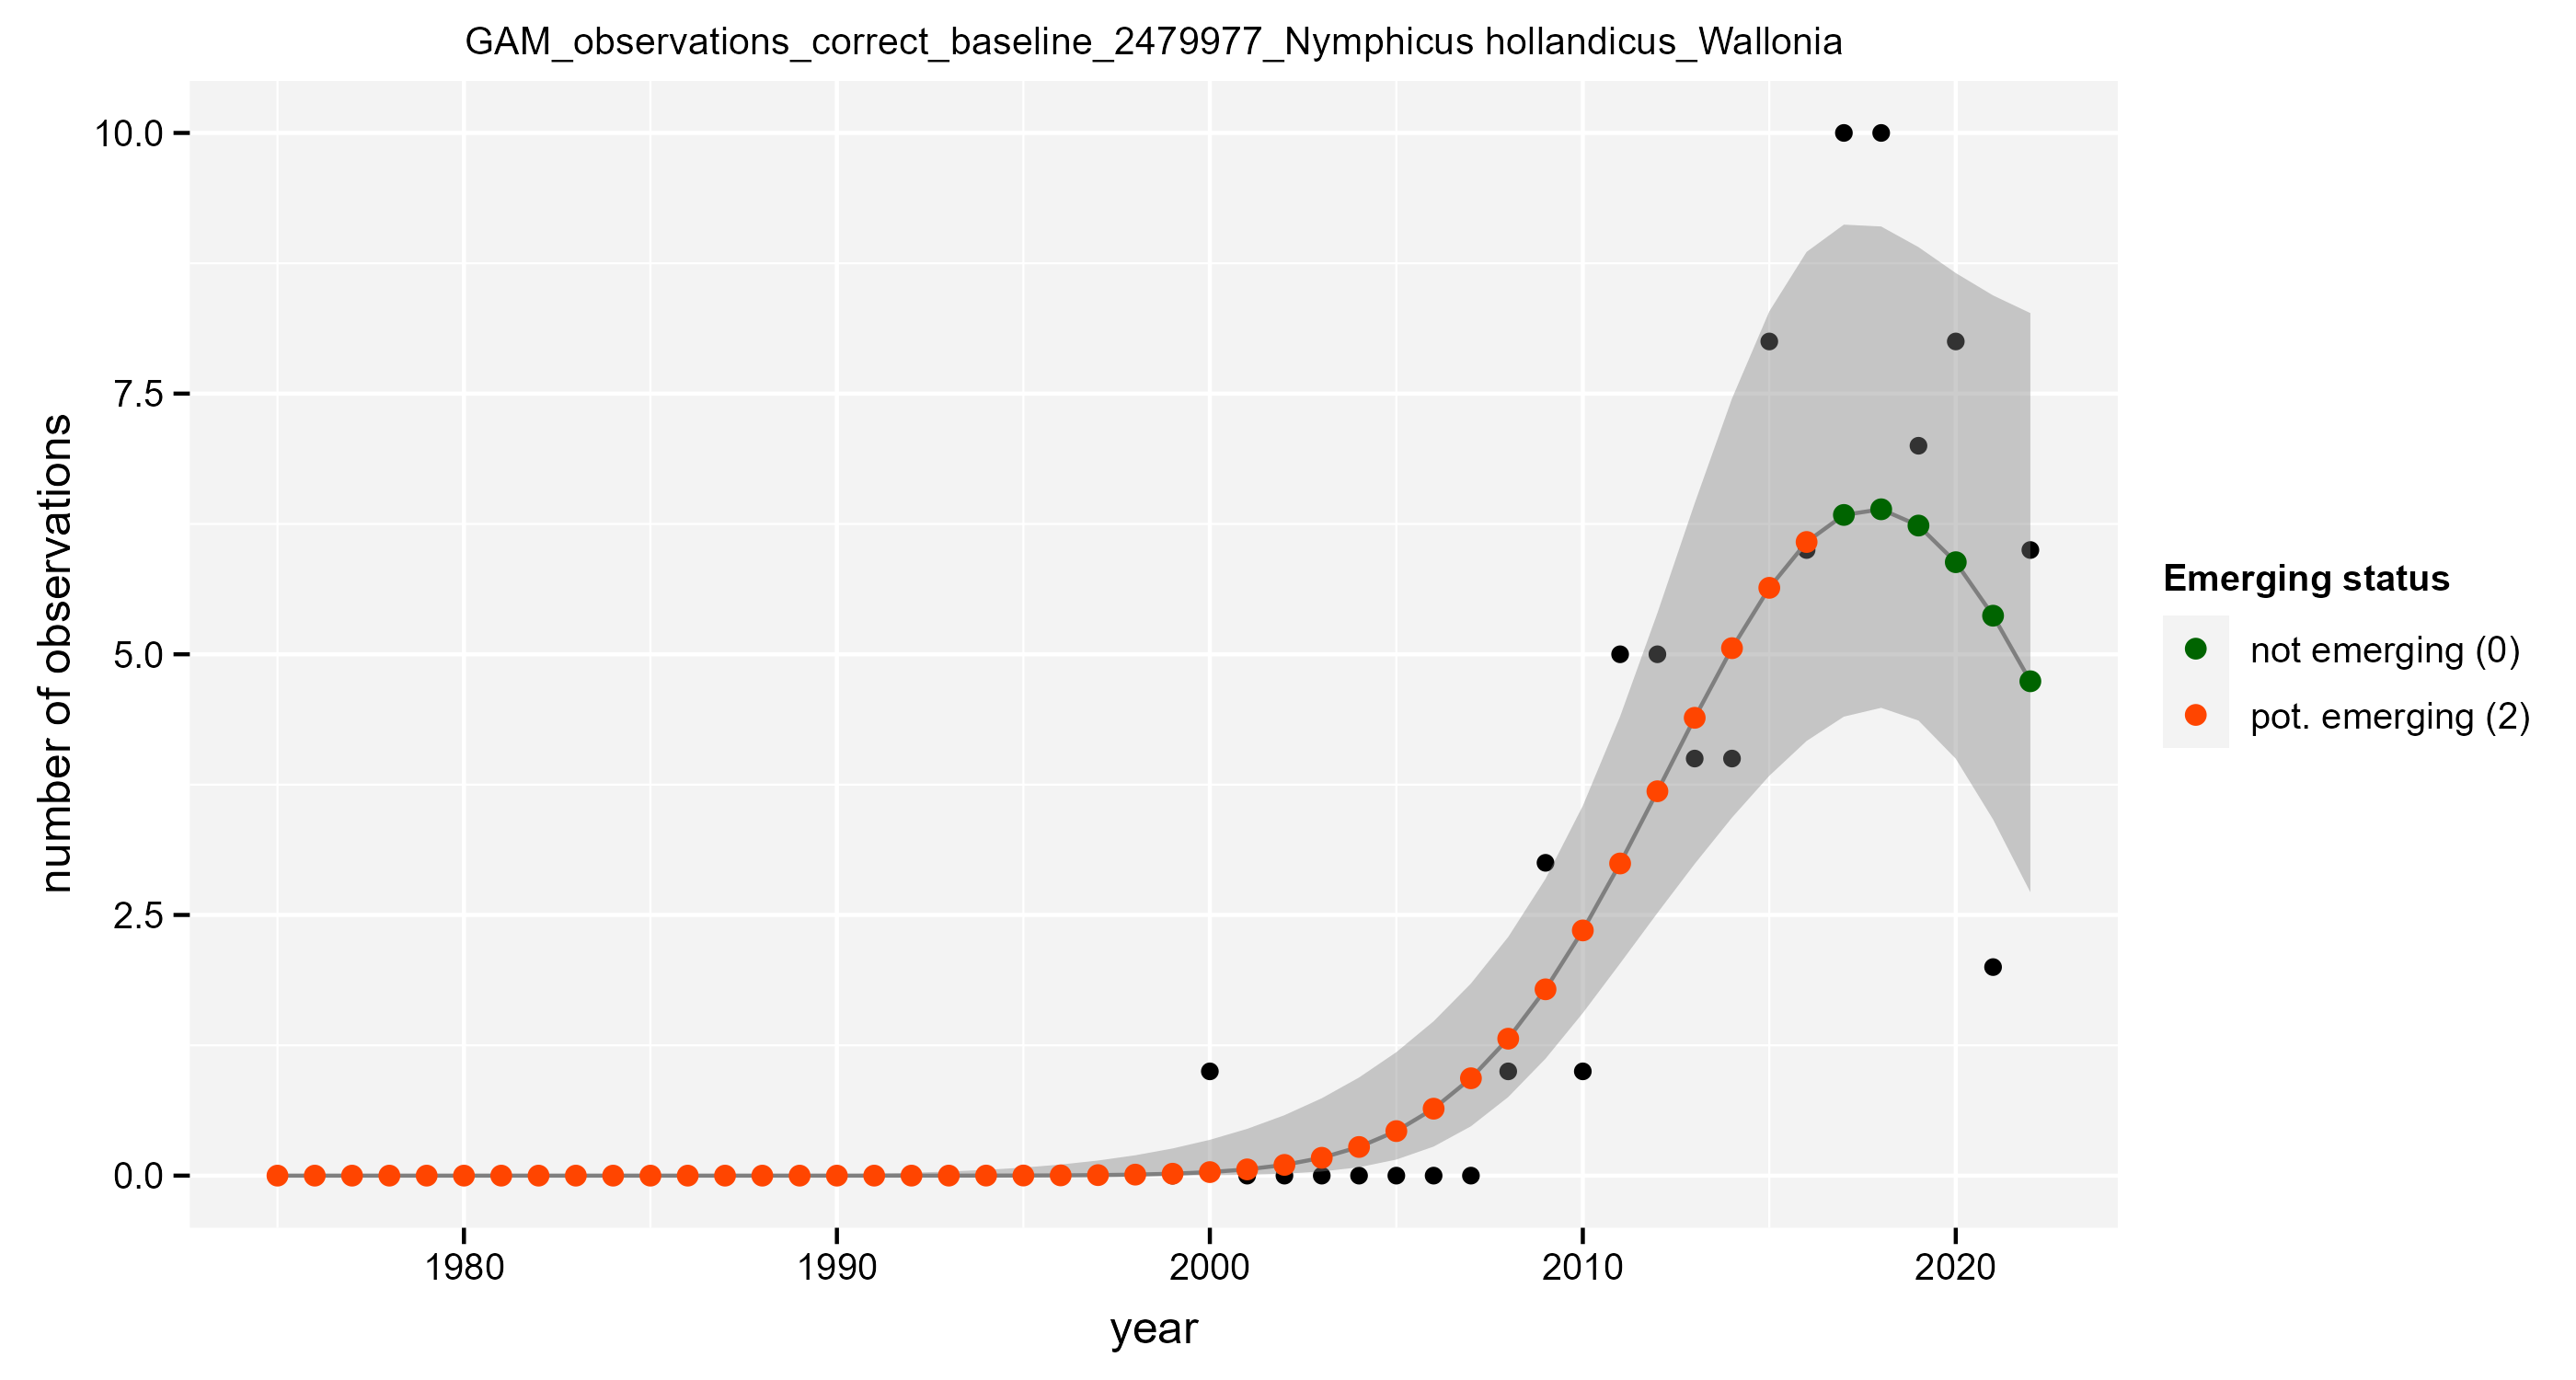 GAM_observations_correct_baseline_2479977_Nymphicus hollandicus_Wallonia
number of observations
10.0
7.5
5.0
2.5
0.0
1980 1990 2000 2010 2020
year
Emerging status
not emerging (0)
pot. emerging (2)